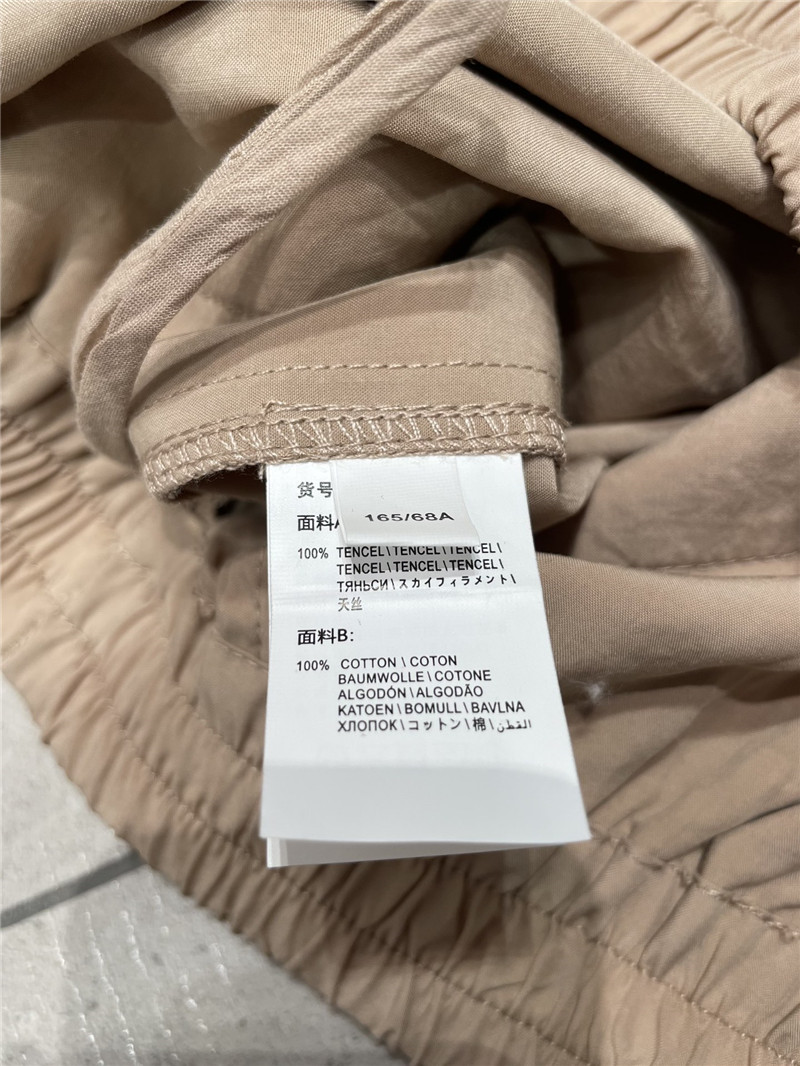 货号
165/68A
面料A
100% TENCEL\TENCEL\TENCEL\
TENCEL\TENCEL\TENCEL\
ТЯНЬСИ\スカイフィラメント\
天丝
面料B:
100% COTTON\COTON
BAUMWOLLE\COTONE
ALGODÓN\ALGODÃO
KATOEN\BOMULL\BAVLNA
ХЛОПОК\コットン\棉\القطن